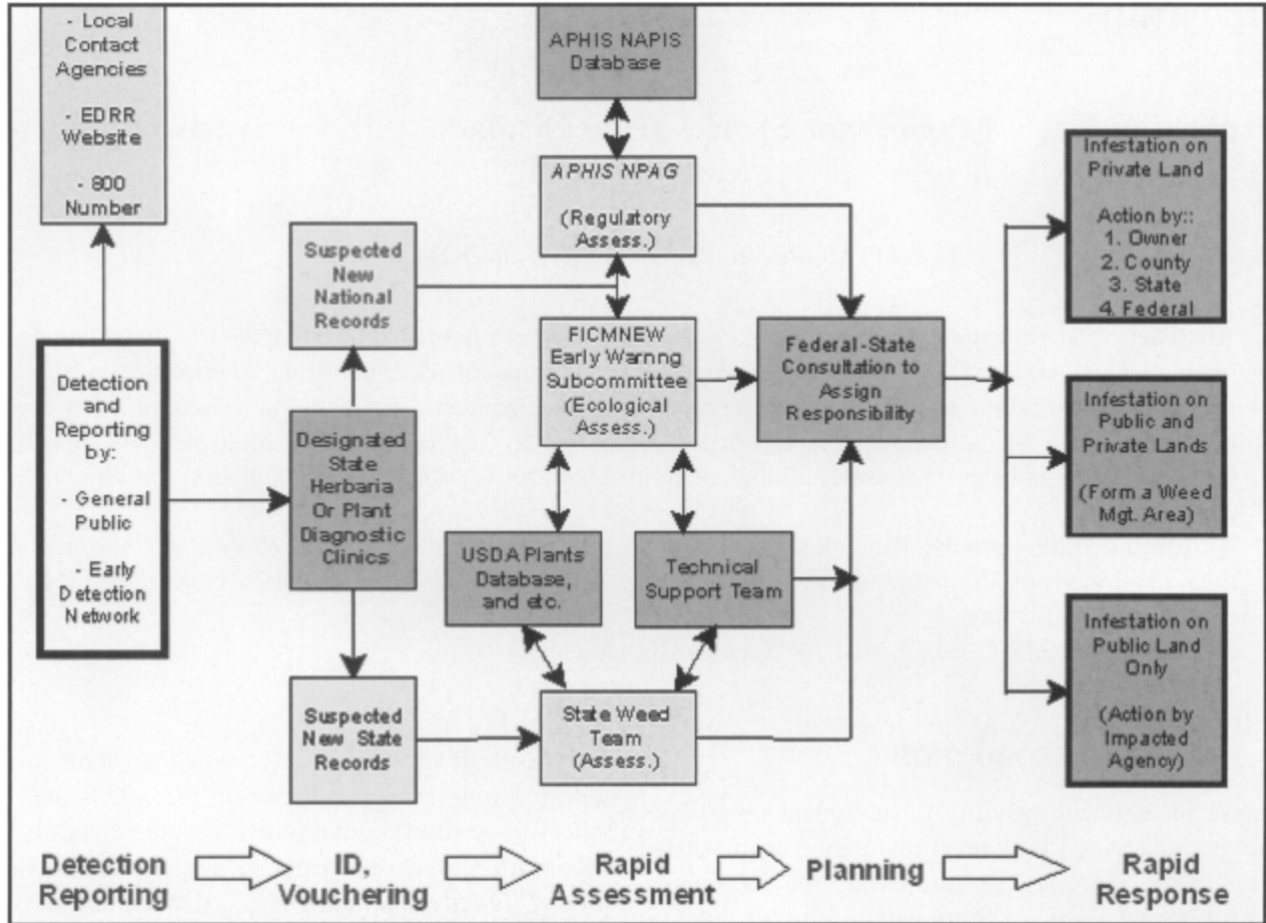 - Local
Contact
Agencies
- EDRR
Website
- 800
Number
Detection
and
Reporting
by:
- General
Public
- Early
Detection
Network
Suspected
New
National
Records
Designated
State
Herbaria
Or Plant
Diagnostic
Clinics
Suspected
New State
Records
APHIS NAPIS
Database
APHIS NPAG
(Regulatory
Assess.)
FICMNEW
Early Warnng
Subcommittee
(Ecological
Assess.)
USDA Plants
Database,
and etc.
Technical
Support Team
State Weed
Team
(Assess.)
Federal-State
Consultation to
Assign
Responsibility
Infestation on
Private Land
Action by::
1. Owner
2. County
3. State
4. Federal
Infestation on
Public and
Private Lands
(Form a Weed
Mgt. Area)
Infestation on
Public Land
Only
(Action by
Impacted
Agency)
Detection
Reporting
ID,
Vouchering
Rapid
Assessment
Planning
Rapid
Response